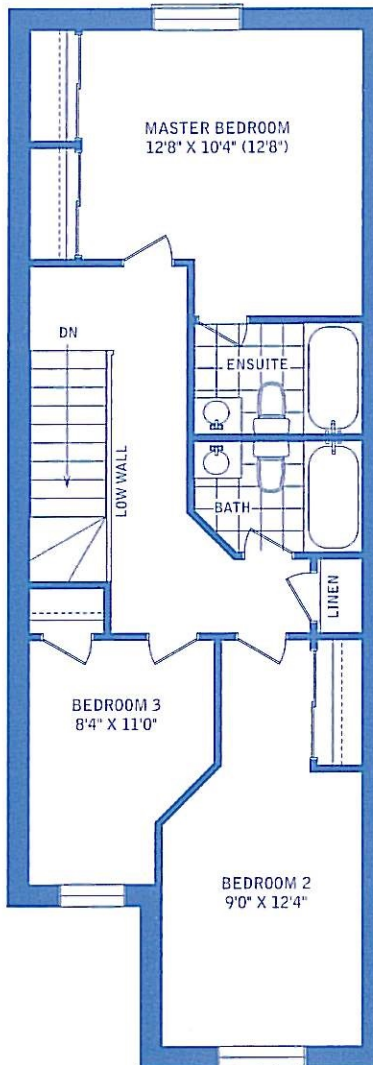 MASTER BEDROOM
12'8" X 10'4" (12'8")
DN
ENSUITE
LOW WALL
BATH
LINEN
BEDROOM 3
8'4" X 11'0"
BEDROOM 2
9'0" X 12'4"